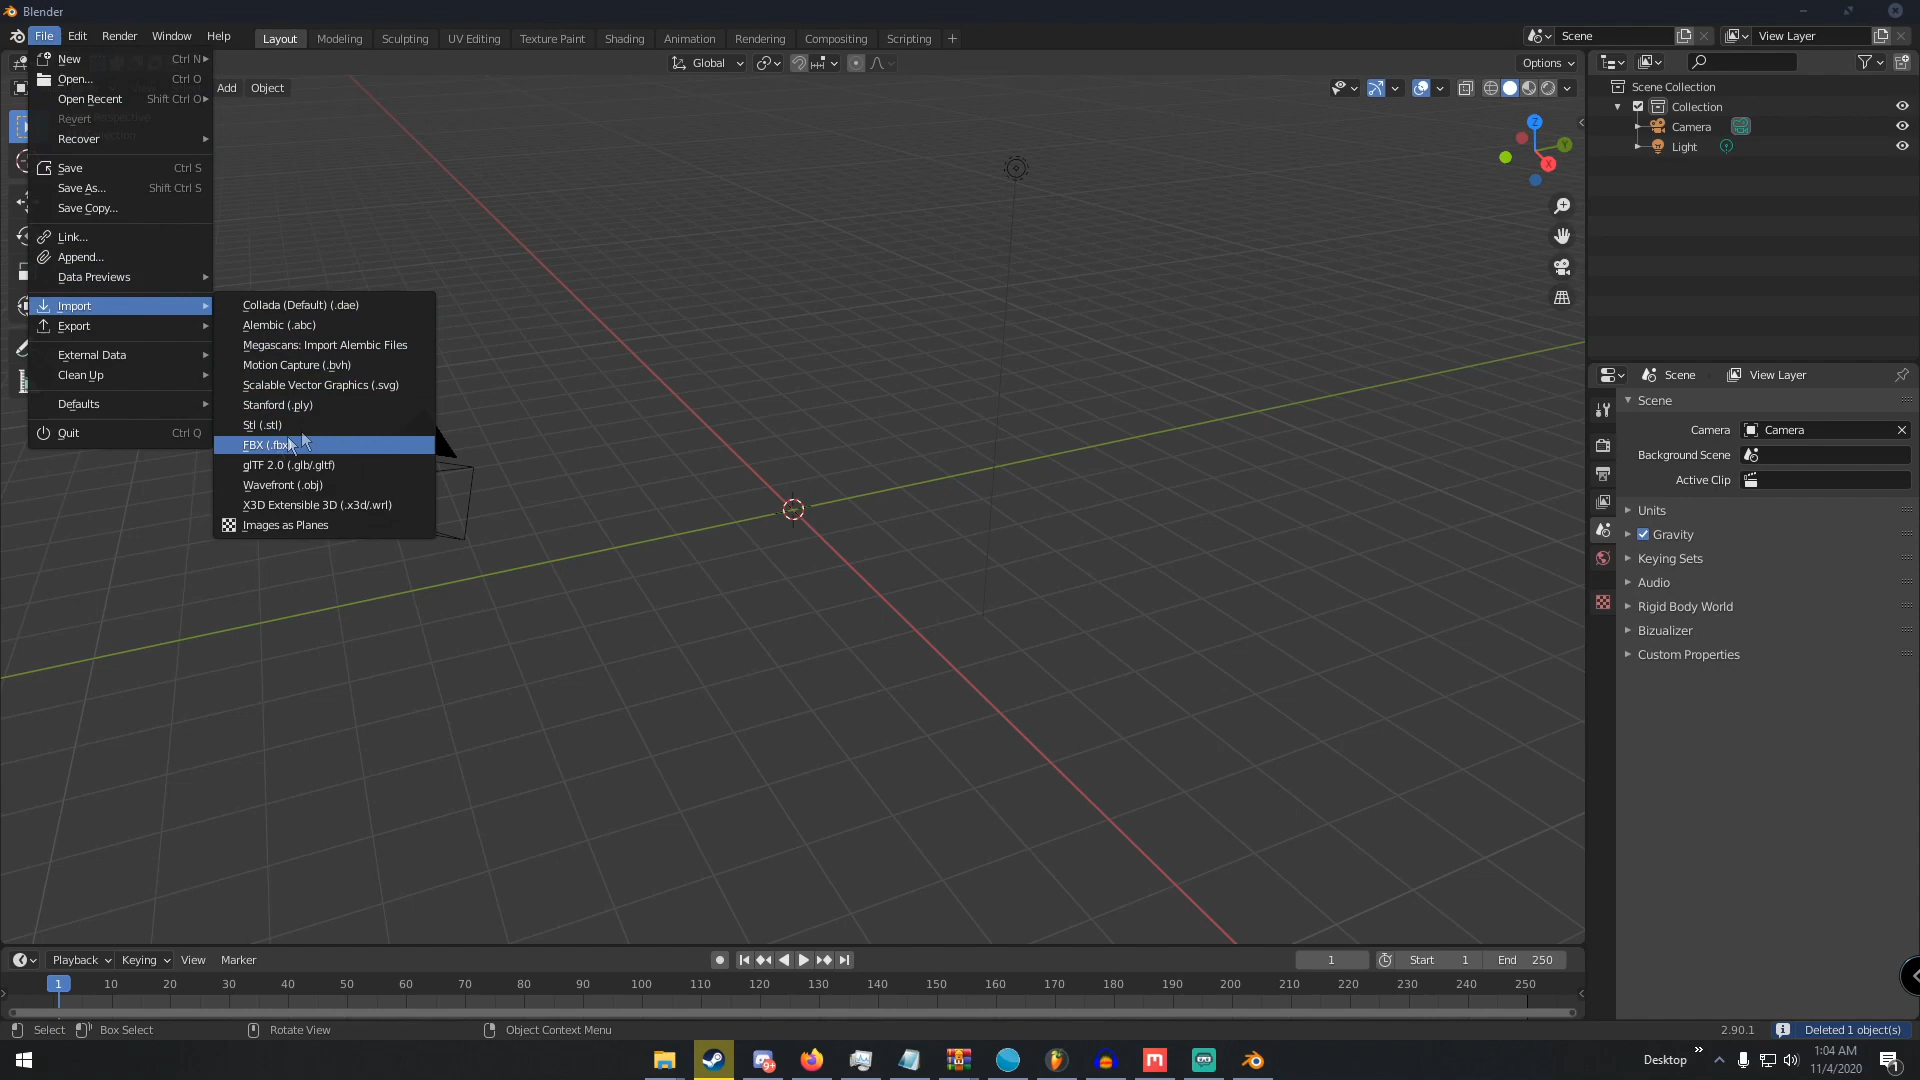 Blender
File Edit Render Window Help Layout Modeling Sculpting UV Editing Texture Paint Shading Animation Rendering Compositing Scripting + Scene View Layer
Global Options
Add Object
New Ctrl N
Open... Ctrl O
Open Recent Shift Ctrl O
Revert
Recover
Save Ctrl S
Save As... Shift Ctrl S
Save Copy...
Link...
Append...
Data Previews
Import
Export
External Data
Clean Up
Defaults
Quit Ctrl Q
Collada (Default) (.dae)
Alembic (.abc)
Megascans: Import Alembic Files
Motion Capture (.bvh)
Scalable Vector Graphics (.svg)
Stanford (.ply)
Stl (.stl)
FBX (.fbx
glTF 2.0 (.glb/.gltf)
Wavefront (.obj)
X3D Extensible 3D (.x3d/.wrl)
Images as Planes
Z
Y
X
Scene Collection
Collection
Camera
Light
Scene View Layer
Scene
Camera Camera
Background Scene
Active Clip
Units
Gravity
Keying Sets
Audio
Rigid Body World
Bizualizer
Custom Properties
Playback Keying View Marker 1 Start 1 End 250
1 10 20 30 40 50 60 70 80 90 100 110 120 130 140 150 160 170 180 190 200 210 220 230 240 250
Select Box Select Rotate View Object Context Menu 2.90.1 Deleted 1 object(s)
Desktop 1:04 AM
11/4/2020